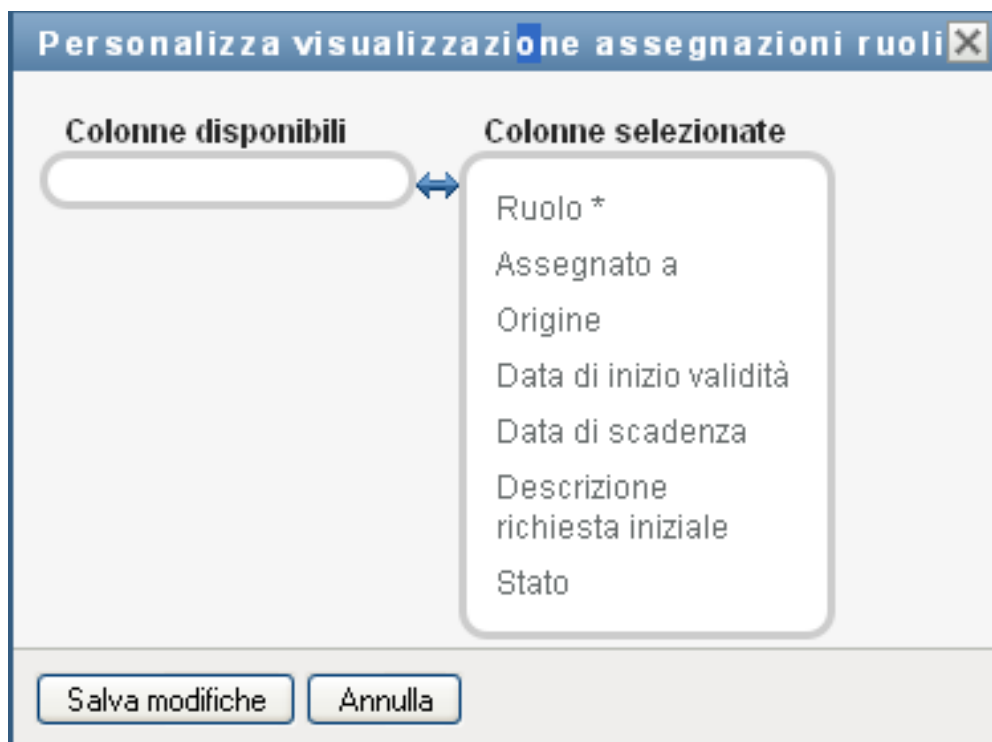 Personalizza visualizzazione assegnazioni ruoli
Colonne disponibili
Colonne selezionate
Ruolo *
Assegnato a
Origine
Data di inizio validità
Data di scadenza
Descrizione
richiesta iniziale
Stato
Salva modifiche
Annulla